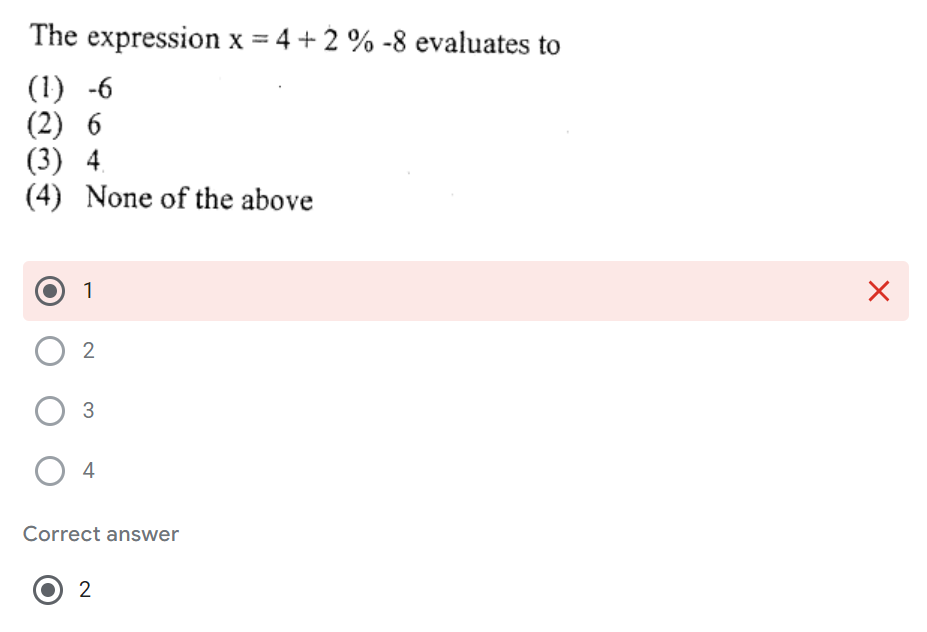 The expression x = 4 + 2 % -8 evaluates to
(1) -6
(2) 6
(3) 4
(4) None of the above
1
2
3
4
Correct answer
2